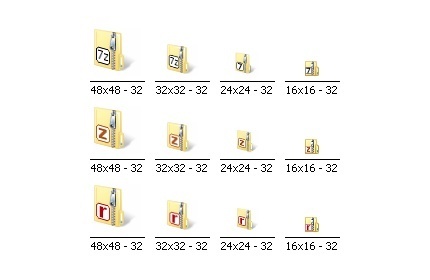 7z 7z 7z 7z
48x48 - 32 32x32 - 32 24x24 - 32 16x16 - 32
z z z z
48x48 - 32 32x32 - 32 24x24 - 32 16x16 - 32
r r r r
48x48 - 32 32x32 - 32 24x24 - 32 16x16 - 32